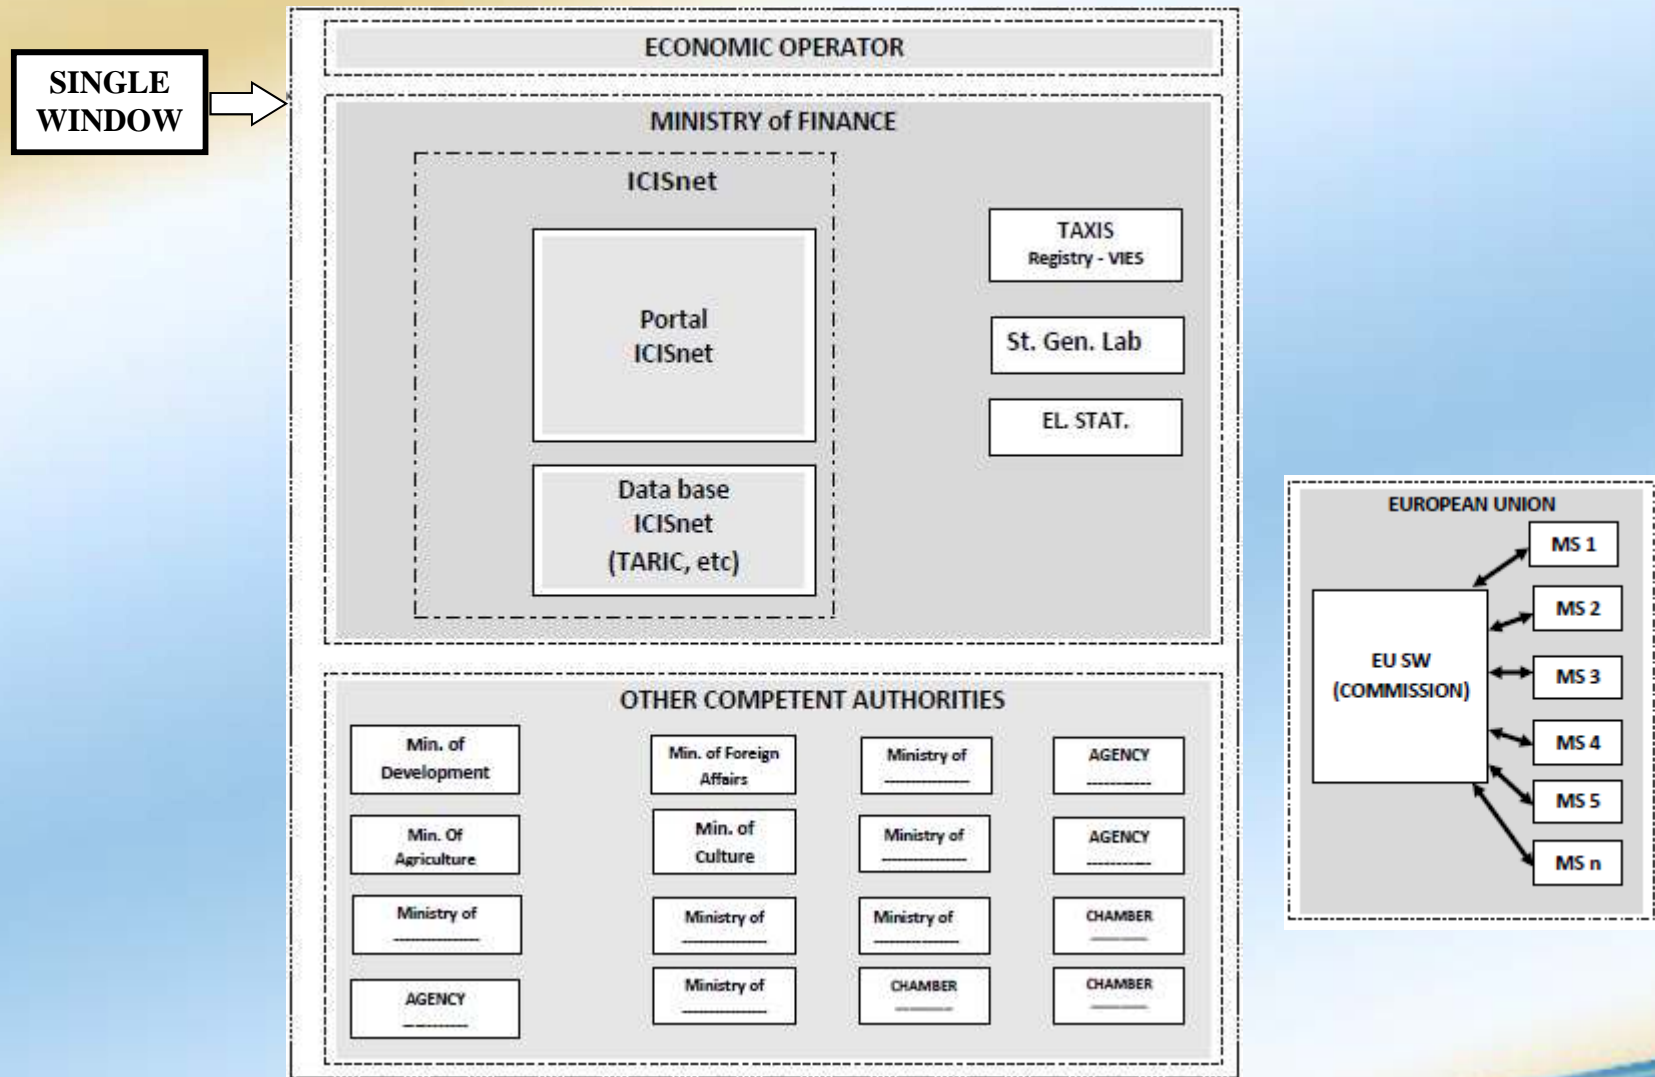 SINGLE
WINDOW
ECONOMIC OPERATOR
MINISTRY of FINANCE
ICISnet
Portal
ICISnet
Data base
ICISnet
(TARIC, etc)
TAXIS
Registry - VIES
St. Gen. Lab
EL. STAT.
OTHER COMPETENT AUTHORITIES
Min. of
Development
Min. of Foreign
Affairs
Ministry of
AGENCY
Min. Of
Agriculture
Min. of
Culture
Ministry of
AGENCY
Ministry of
Ministry of
Ministry of
CHAMBER
AGENCY
Ministry of
CHAMBER
CHAMBER
EUROPEAN UNION
EU SW
(COMMISSION)
MS 1
MS 2
MS 3
MS 4
MS 5
MS n